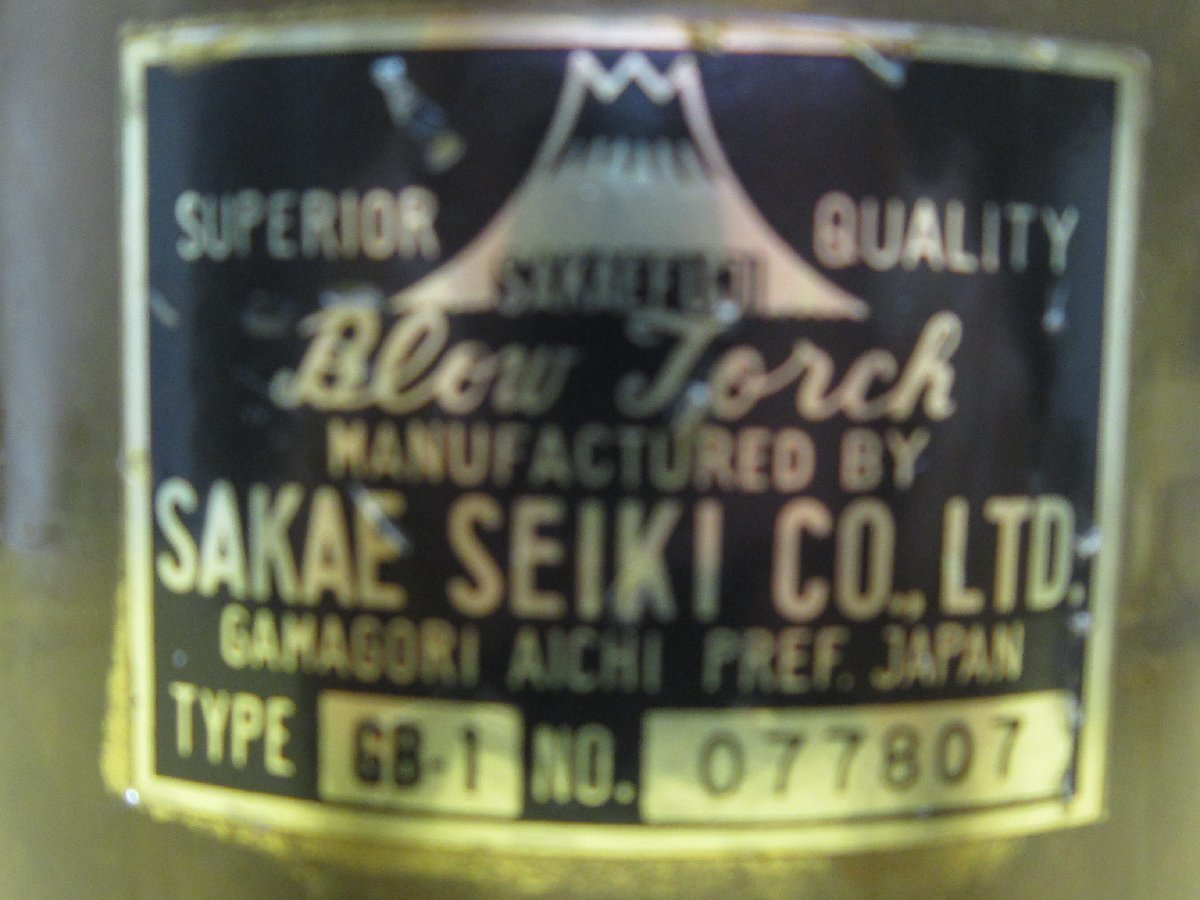 SUPERIOR QUALITY
SAKAEFUJI
Blow Torch
MANUFACTURED BY
SAKAE SEIKI CO., LTD.
GAMAGORI AICHI PREF. JAPAN
TYPE GB-1 NO. 077807